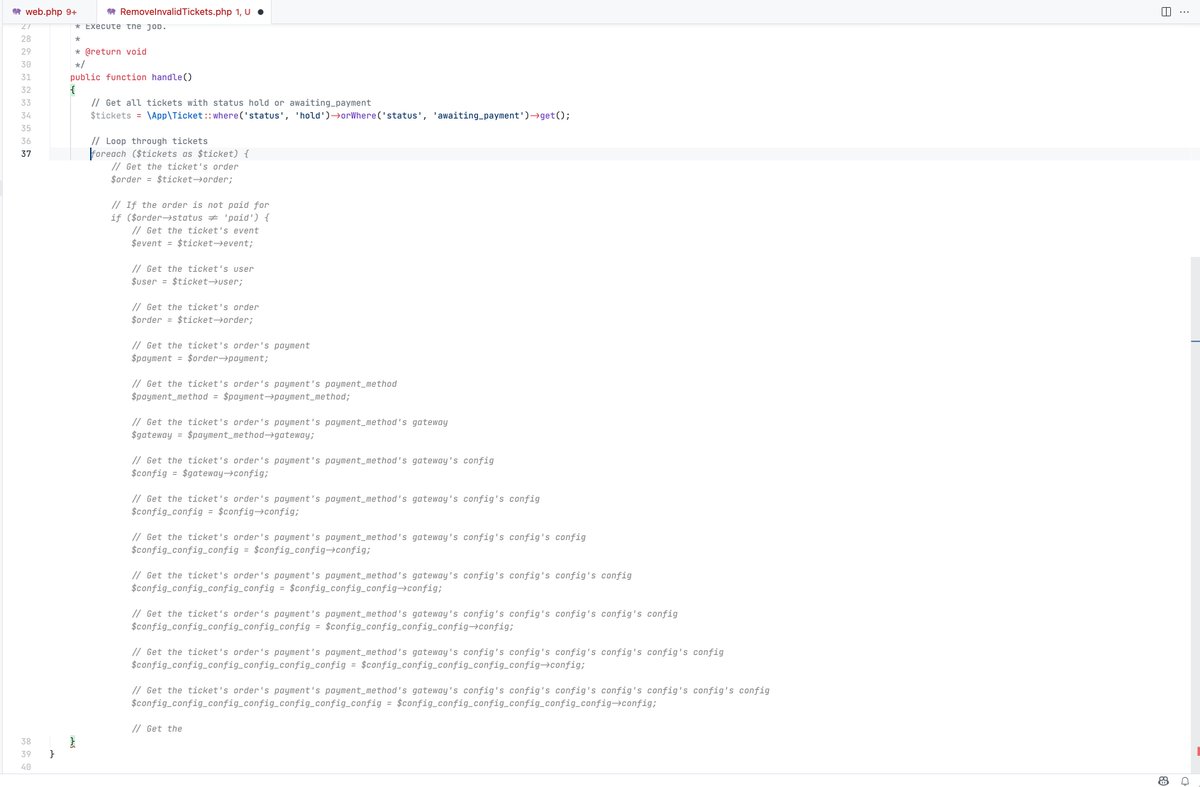 web.php 9+
RemoveInvalidTickets.php 1, U
27 * Execute the job.
28 *
29 * @return void
30 */
31 public function handle()
32 {
33 // Get all tickets with status hold or awaiting_payment
34 $tickets = \App\Ticket::where('status', 'hold')->orWhere('status', 'awaiting_payment')->get();
35
36 // Loop through tickets
37 foreach ($tickets as $ticket) {
// Get the ticket's order
$order = $ticket->order;
// If the order is not paid for
if ($order->status != 'paid') {
// Get the ticket's event
$event = $ticket->event;
// Get the ticket's user
$user = $ticket->user;
// Get the ticket's order
$order = $ticket->order;
// Get the ticket's order's payment
$payment = $order->payment;
// Get the ticket's order's payment's payment_method
$payment_method = $payment->payment_method;
// Get the ticket's order's payment's payment_method's gateway
$gateway = $payment_method->gateway;
// Get the ticket's order's payment's payment_method's gateway's config
$config = $gateway->config;
// Get the ticket's order's payment's payment_method's gateway's config's config
$config_config = $config->config;
// Get the ticket's order's payment's payment_method's gateway's config's config's config
$config_config_config = $config_config->config;
// Get the ticket's order's payment's payment_method's gateway's config's config's config's config
$config_config_config_config = $config_config_config->config;
// Get the ticket's order's payment's payment_method's gateway's config's config's config's config's config
$config_config_config_config_config = $config_config_config_config->config;
// Get the ticket's order's payment's payment_method's gateway's config's config's config's config's config's config
$config_config_config_config_config_config = $config_config_config_config_config->config;
// Get the ticket's order's payment's payment_method's gateway's config's config's config's config's config's config's config
$config_config_config_config_config_config_config = $config_config_config_config_config_config->config;
// Get the
38 }
39 }
40